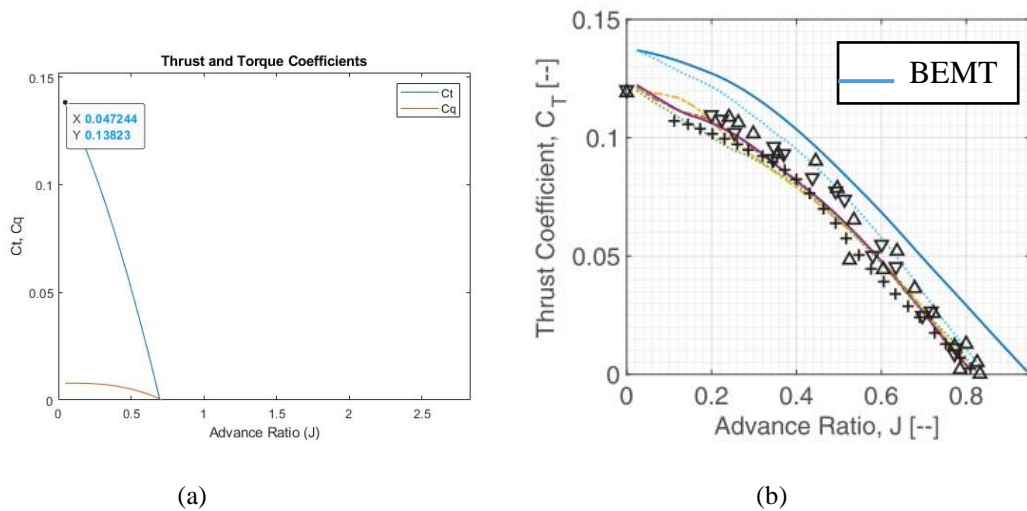 Thrust and Torque Coefficients
Ct
Cq
X 0.047244
Y 0.13823
0.15
0.1
0.05
0
Ct, Cq
0 0.5 1 1.5 2 2.5
Advance Ratio (J)
(a)
0.15
0.10
0.05
0
Thrust Coefficient, C_T [--]
BEMT
0 0.2 0.4 0.6 0.8
Advance Ratio, J [--]
(b)